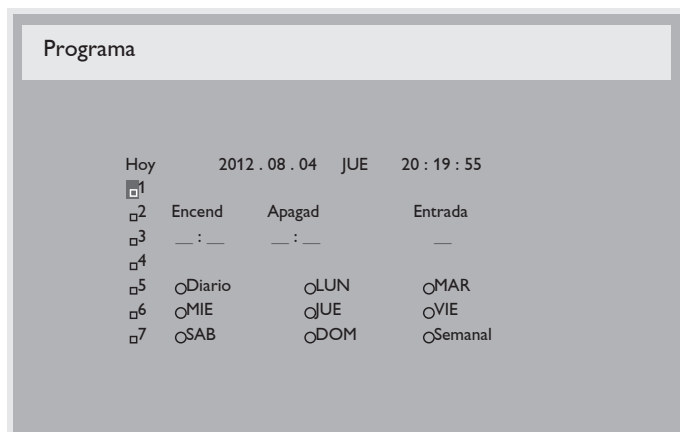 Programa
Hoy 2012 . 08 . 04 JUE 20 : 19 : 55
1
2 Encend Apagad Entrada
3 __ : __ __ : __ __
4
5 Diario LUN MAR
6 MIE JUE VIE
7 SAB DOM Semanal